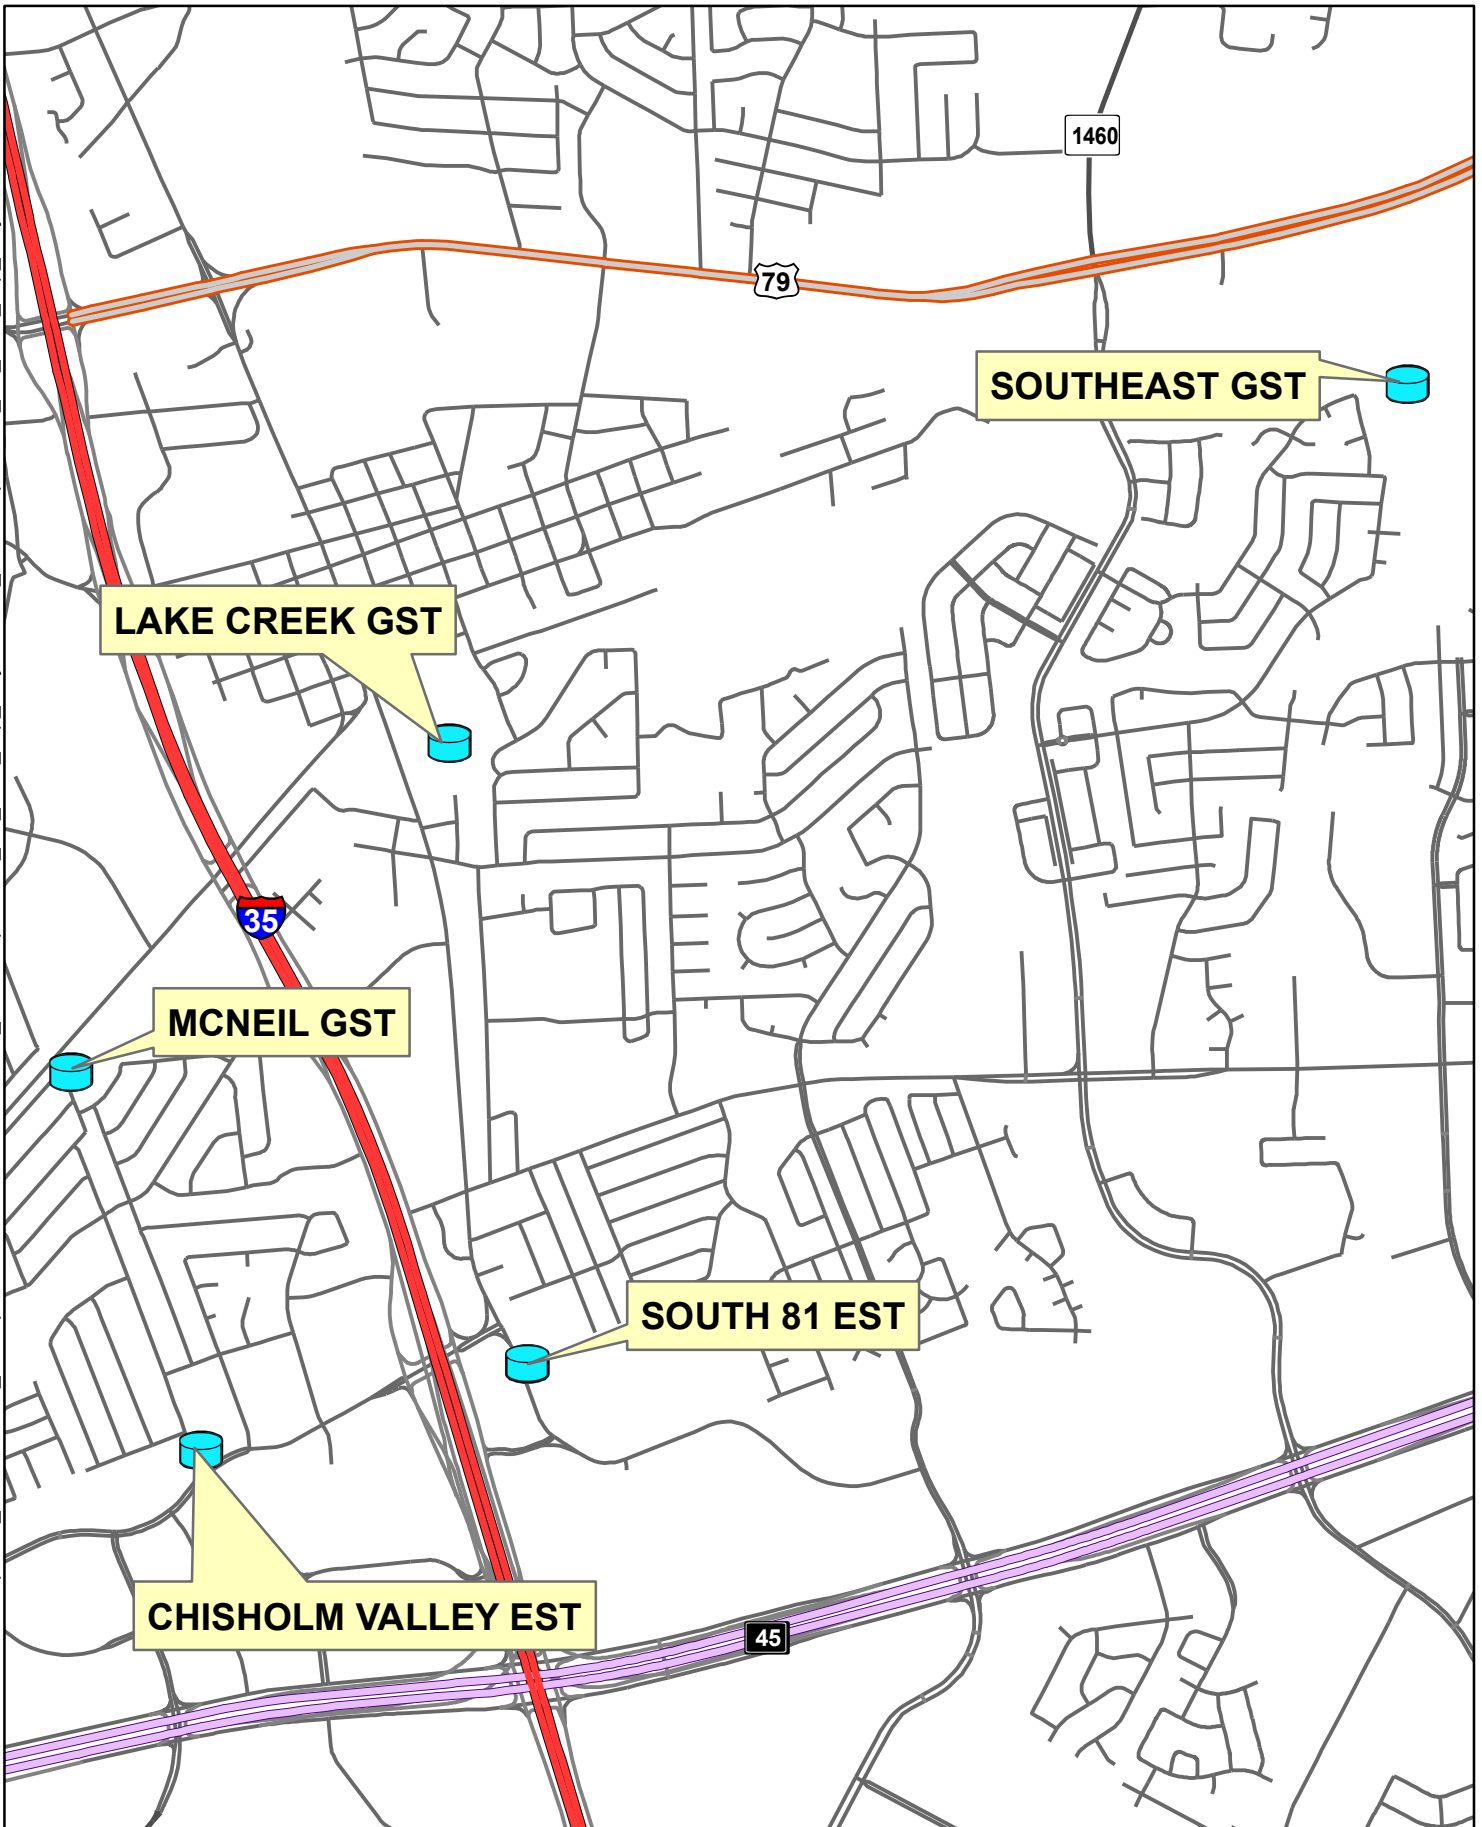 1460
79
SOUTHEAST GST
LAKE CREEK GST
35
MCNEIL GST
SOUTH 81 EST
CHISHOLM VALLEY EST
45